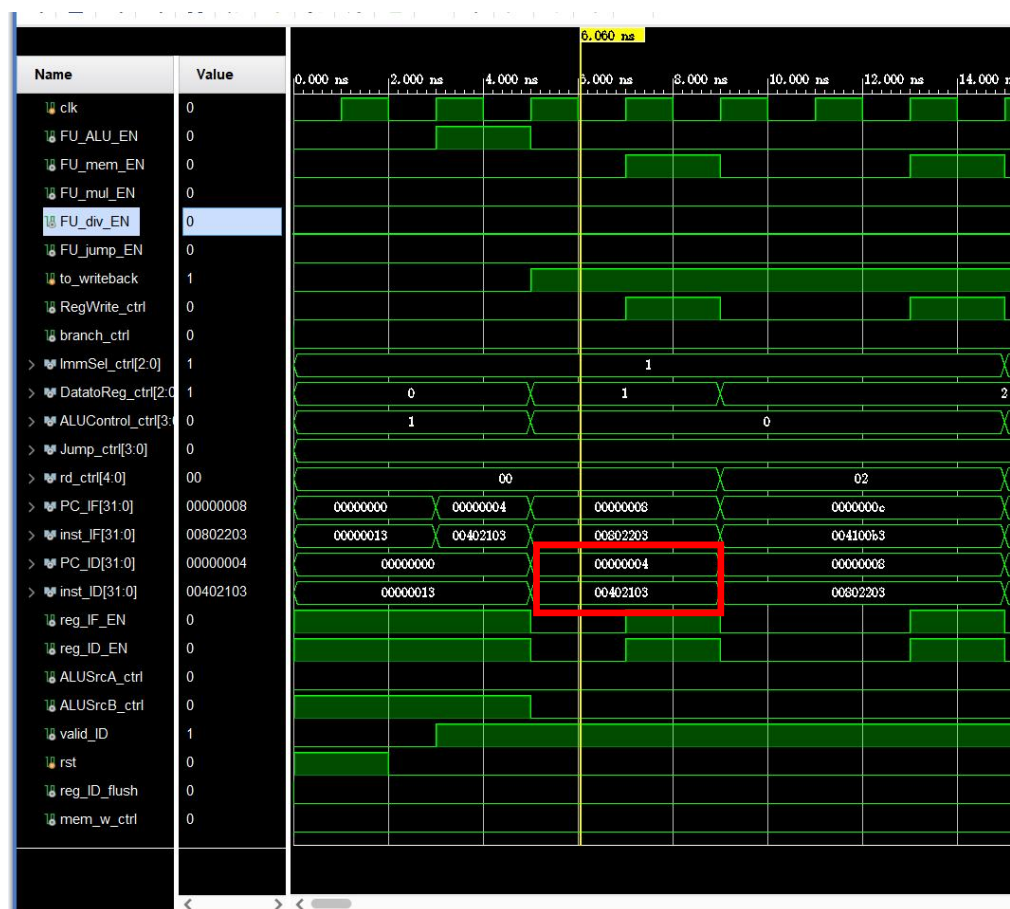 6.060 ns
Name Value 0.000 ns 2.000 ns 4.000 ns 6.000 ns 8.000 ns 10.000 ns 12.000 ns 14.000
clk 0
FU_ALU_EN 0
FU_mem_EN 0
FU_mul_EN 0
FU_div_EN 0
FU_jump_EN 0
to_writeback 1
RegWrite_ctrl 0
branch_ctrl 0
> ImmSel_ctrl[2:0] 1 1
> DatatoReg_ctrl[2:0 1 0 1 2
> ALUControl_ctrl[3:0 0 1 0
> Jump_ctrl[3:0] 0
> rd_ctrl[4:0] 00 00 02
> PC_IF[31:0] 00000008 00000000 00000004 00000008 0000000c
> inst_IF[31:0] 00802203 00000013 00402103 00802203 004100b3
> PC_ID[31:0] 00000004 00000000 00000004 00000008
> inst_ID[31:0] 00402103 00000013 00402103 00802203
reg_IF_EN 0
reg_ID_EN 0
ALUSrcA_ctrl 0
ALUSrcB_ctrl 0
valid_ID 1
rst 0
reg_ID_flush 0
mem_w_ctrl 0